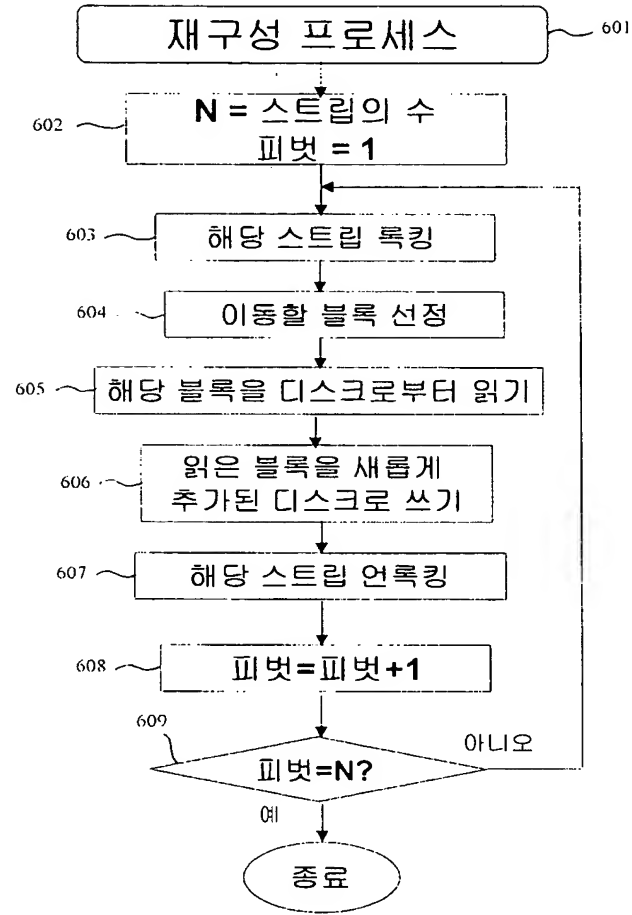 재구성 프로세스
601
602
N = 스트립의 수
피벗 = 1
603
해당 스트립 록킹
604
이동할 블록 선정
605
해당 블록을 디스크로부터 읽기
606
읽은 블록을 새롭게
추가된 디스크로 쓰기
607
해당 스트립 언록킹
608
피벗=피벗+1
609
피벗=N?
아니오
예
종료